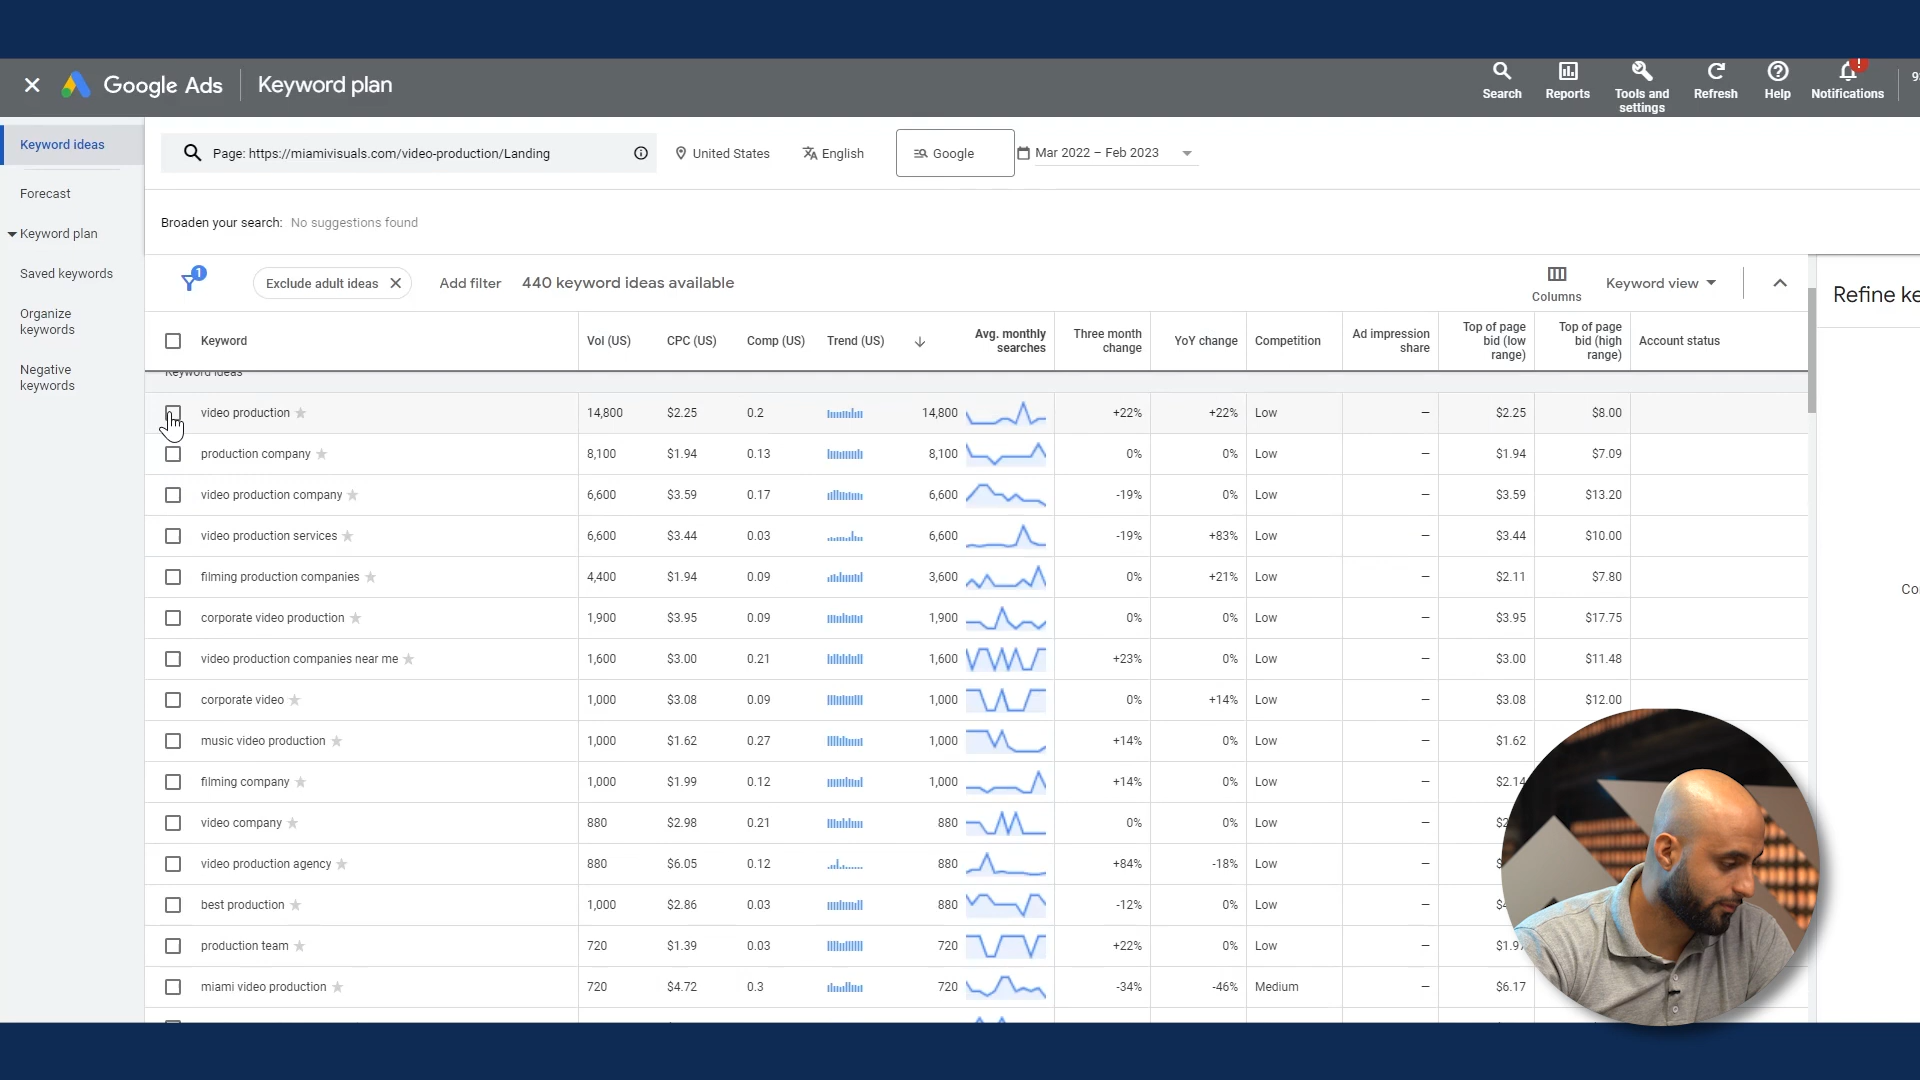 Google Ads Keyword plan
Search
Reports
Tools and settings
Refresh
Help
!
Notifications
Keyword ideas
Forecast
Keyword plan
Saved keywords
Organize keywords
Negative keywords
Page: https://miamivisuals.com/video-production/Landing
United States
English
Google
Mar 2022 – Feb 2023
Broaden your search: No suggestions found
1
Exclude adult ideas
Add filter
440 keyword ideas available
Columns
Keyword view
Refine ke
Keyword Vol (US) CPC (US) Comp (US) Trend (US) Avg. monthly searches Three month change YoY change Competition Ad impression share Top of page bid (low range) Top of page bid (high range) Account status
Keyword ideas
video production 14,800 $2.25 0.2 14,800 +22% +22% Low – $2.25 $8.00
production company 8,100 $1.94 0.13 8,100 0% 0% Low – $1.94 $7.09
video production company 6,600 $3.59 0.17 6,600 -19% 0% Low – $3.59 $13.20
video production services 6,600 $3.44 0.03 6,600 -19% +83% Low – $3.44 $10.00
filming production companies 4,400 $1.94 0.09 3,600 0% +21% Low – $2.11 $7.80
corporate video production 1,900 $3.95 0.09 1,900 0% 0% Low – $3.95 $17.75
video production companies near me 1,600 $3.00 0.21 1,600 +23% 0% Low – $3.00 $11.48
corporate video 1,000 $3.08 0.09 1,000 0% +14% Low – $3.08 $12.00
music video production 1,000 $1.62 0.27 1,000 +14% 0% Low – $1.62
filming company 1,000 $1.99 0.12 1,000 +14% 0% Low – $2.14
video company 880 $2.98 0.21 880 0% 0% Low –
video production agency 880 $6.05 0.12 880 +84% -18% Low –
best production 1,000 $2.86 0.03 880 -12% 0% Low –
production team 720 $1.39 0.03 720 +22% 0% Low – $1.97
miami video production 720 $4.72 0.3 720 -34% -46% Medium – $6.17